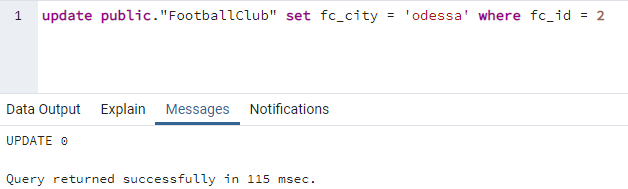 1 update public."FootballClub" set fc_city = 'odessa' where fc_id = 2
Data Output Explain Messages Notifications
UPDATE 0
Query returned successfully in 115 msec.